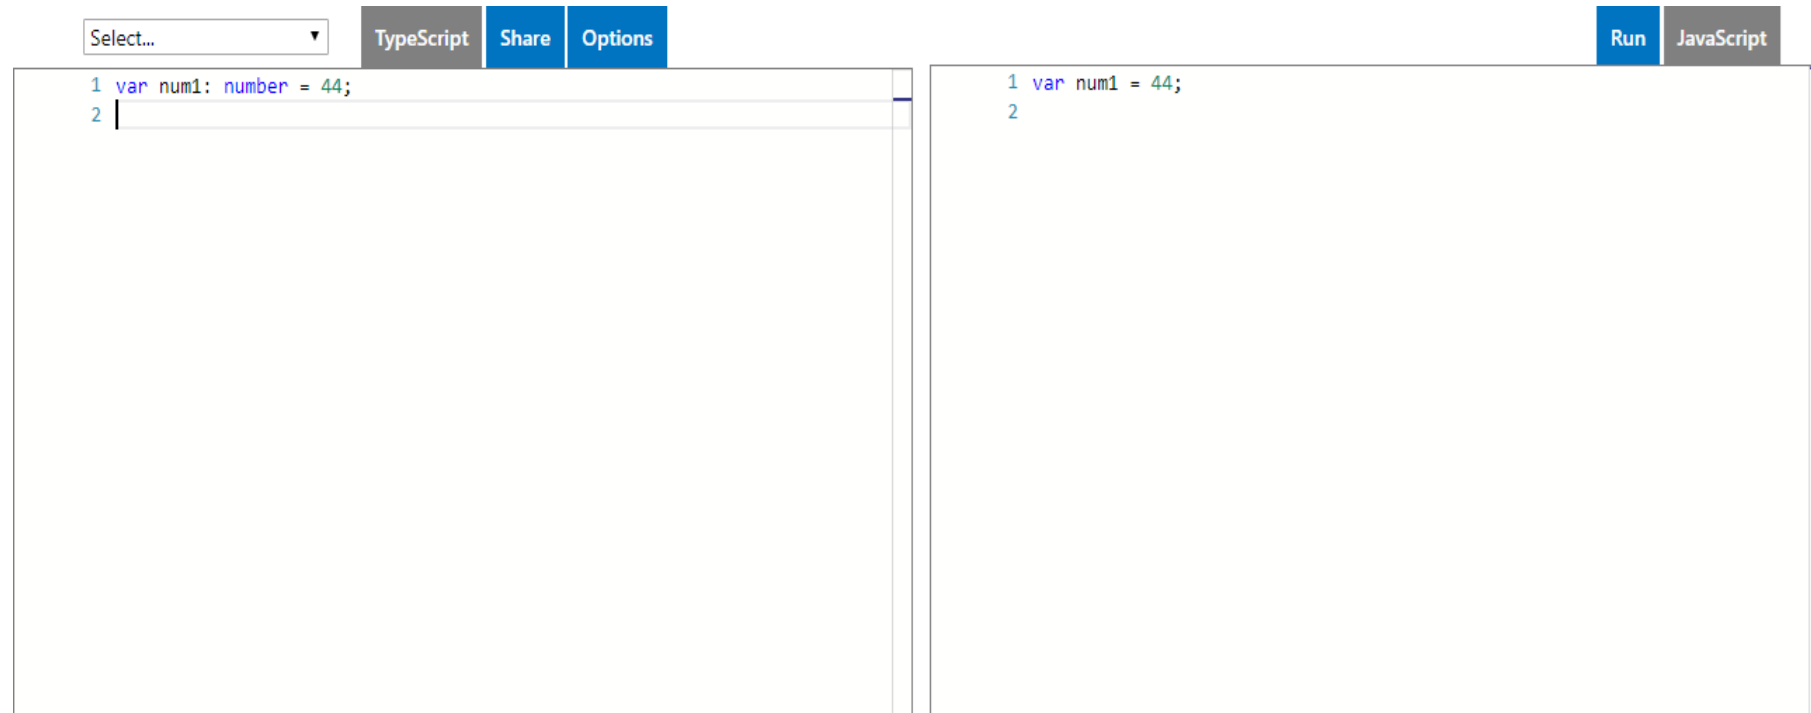 Select... TypeScript Share Options Run JavaScript
1 var num1: number = 44;
2
1 var num1 = 44;
2